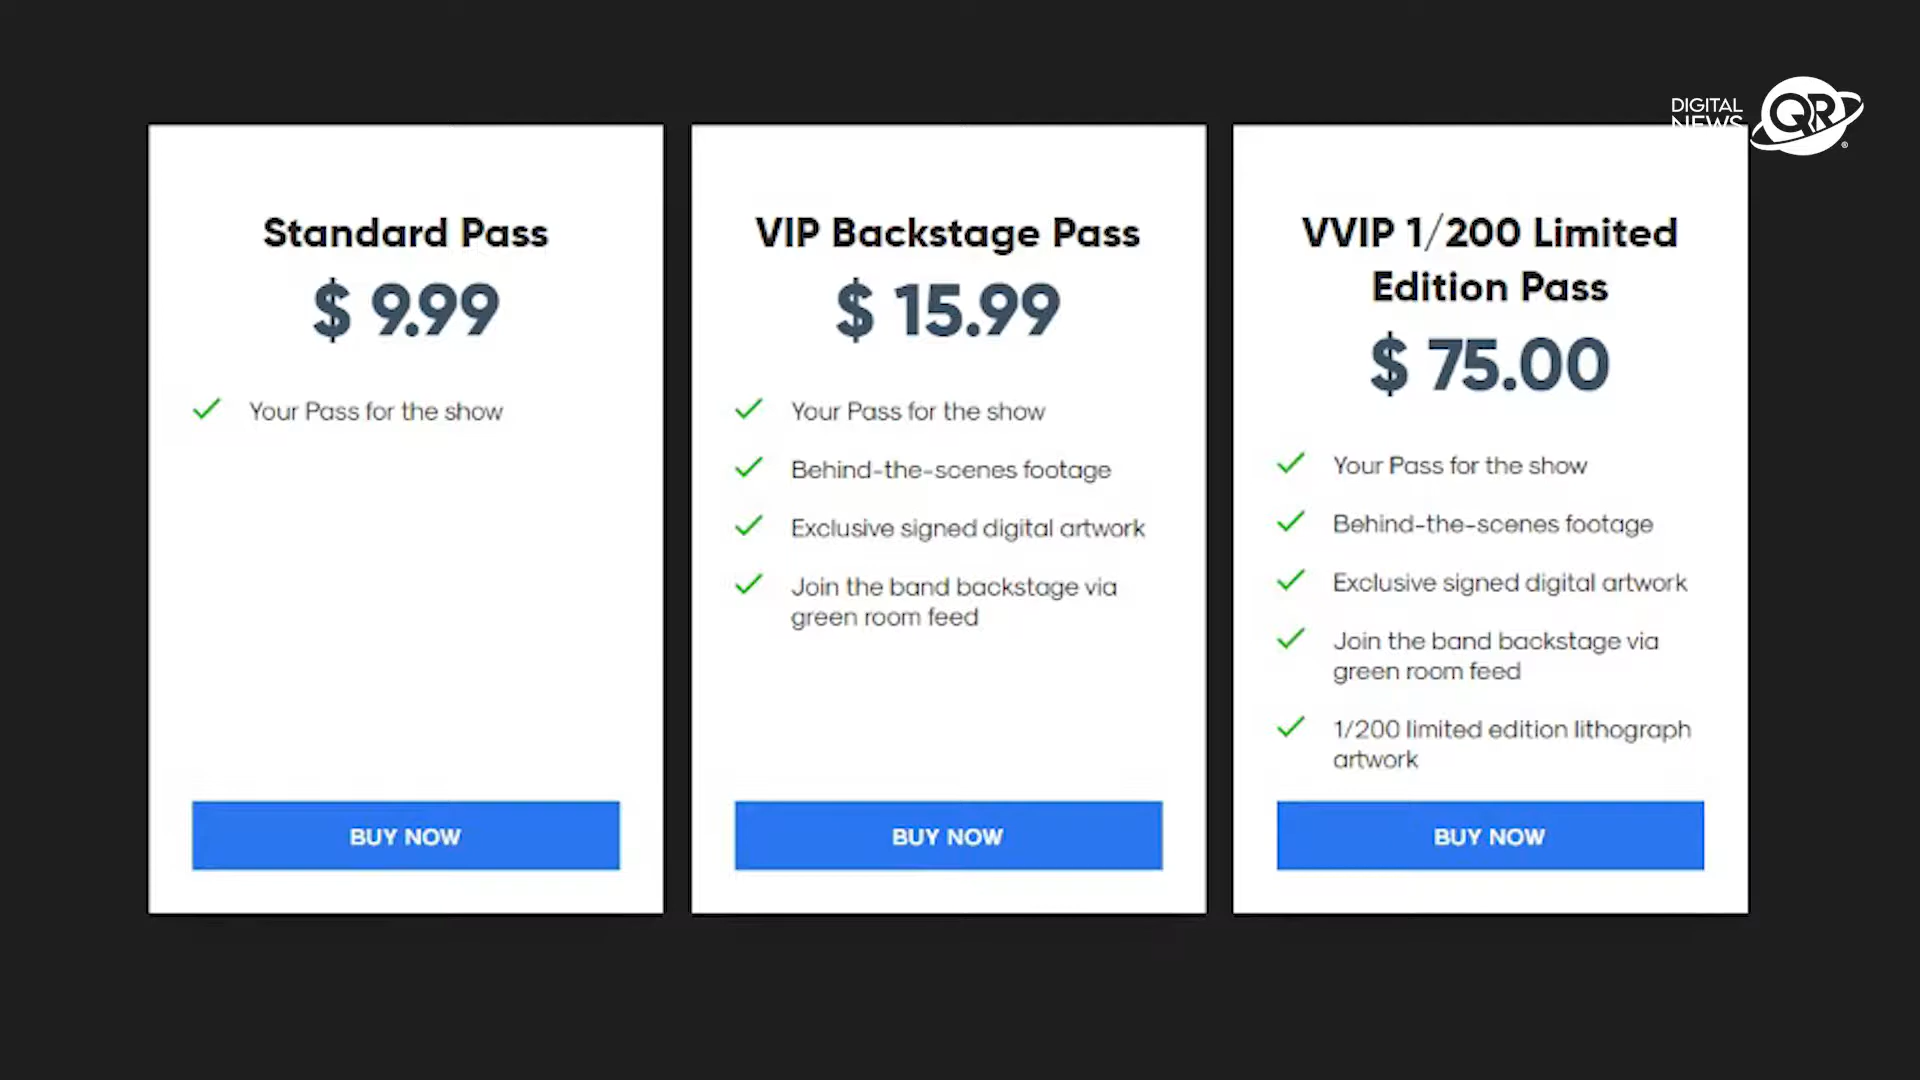 DIGITAL
NEWS
QR
Standard Pass
$ 9.99
Your Pass for the show
BUY NOW
VIP Backstage Pass
$ 15.99
Your Pass for the show
Behind-the-scenes footage
Exclusive signed digital artwork
Join the band backstage via
green room feed
BUY NOW
VVIP 1/200 Limited
Edition Pass
$ 75.00
Your Pass for the show
Behind-the-scenes footage
Exclusive signed digital artwork
Join the band backstage via
green room feed
1/200 limited edition lithograph
artwork
BUY NOW